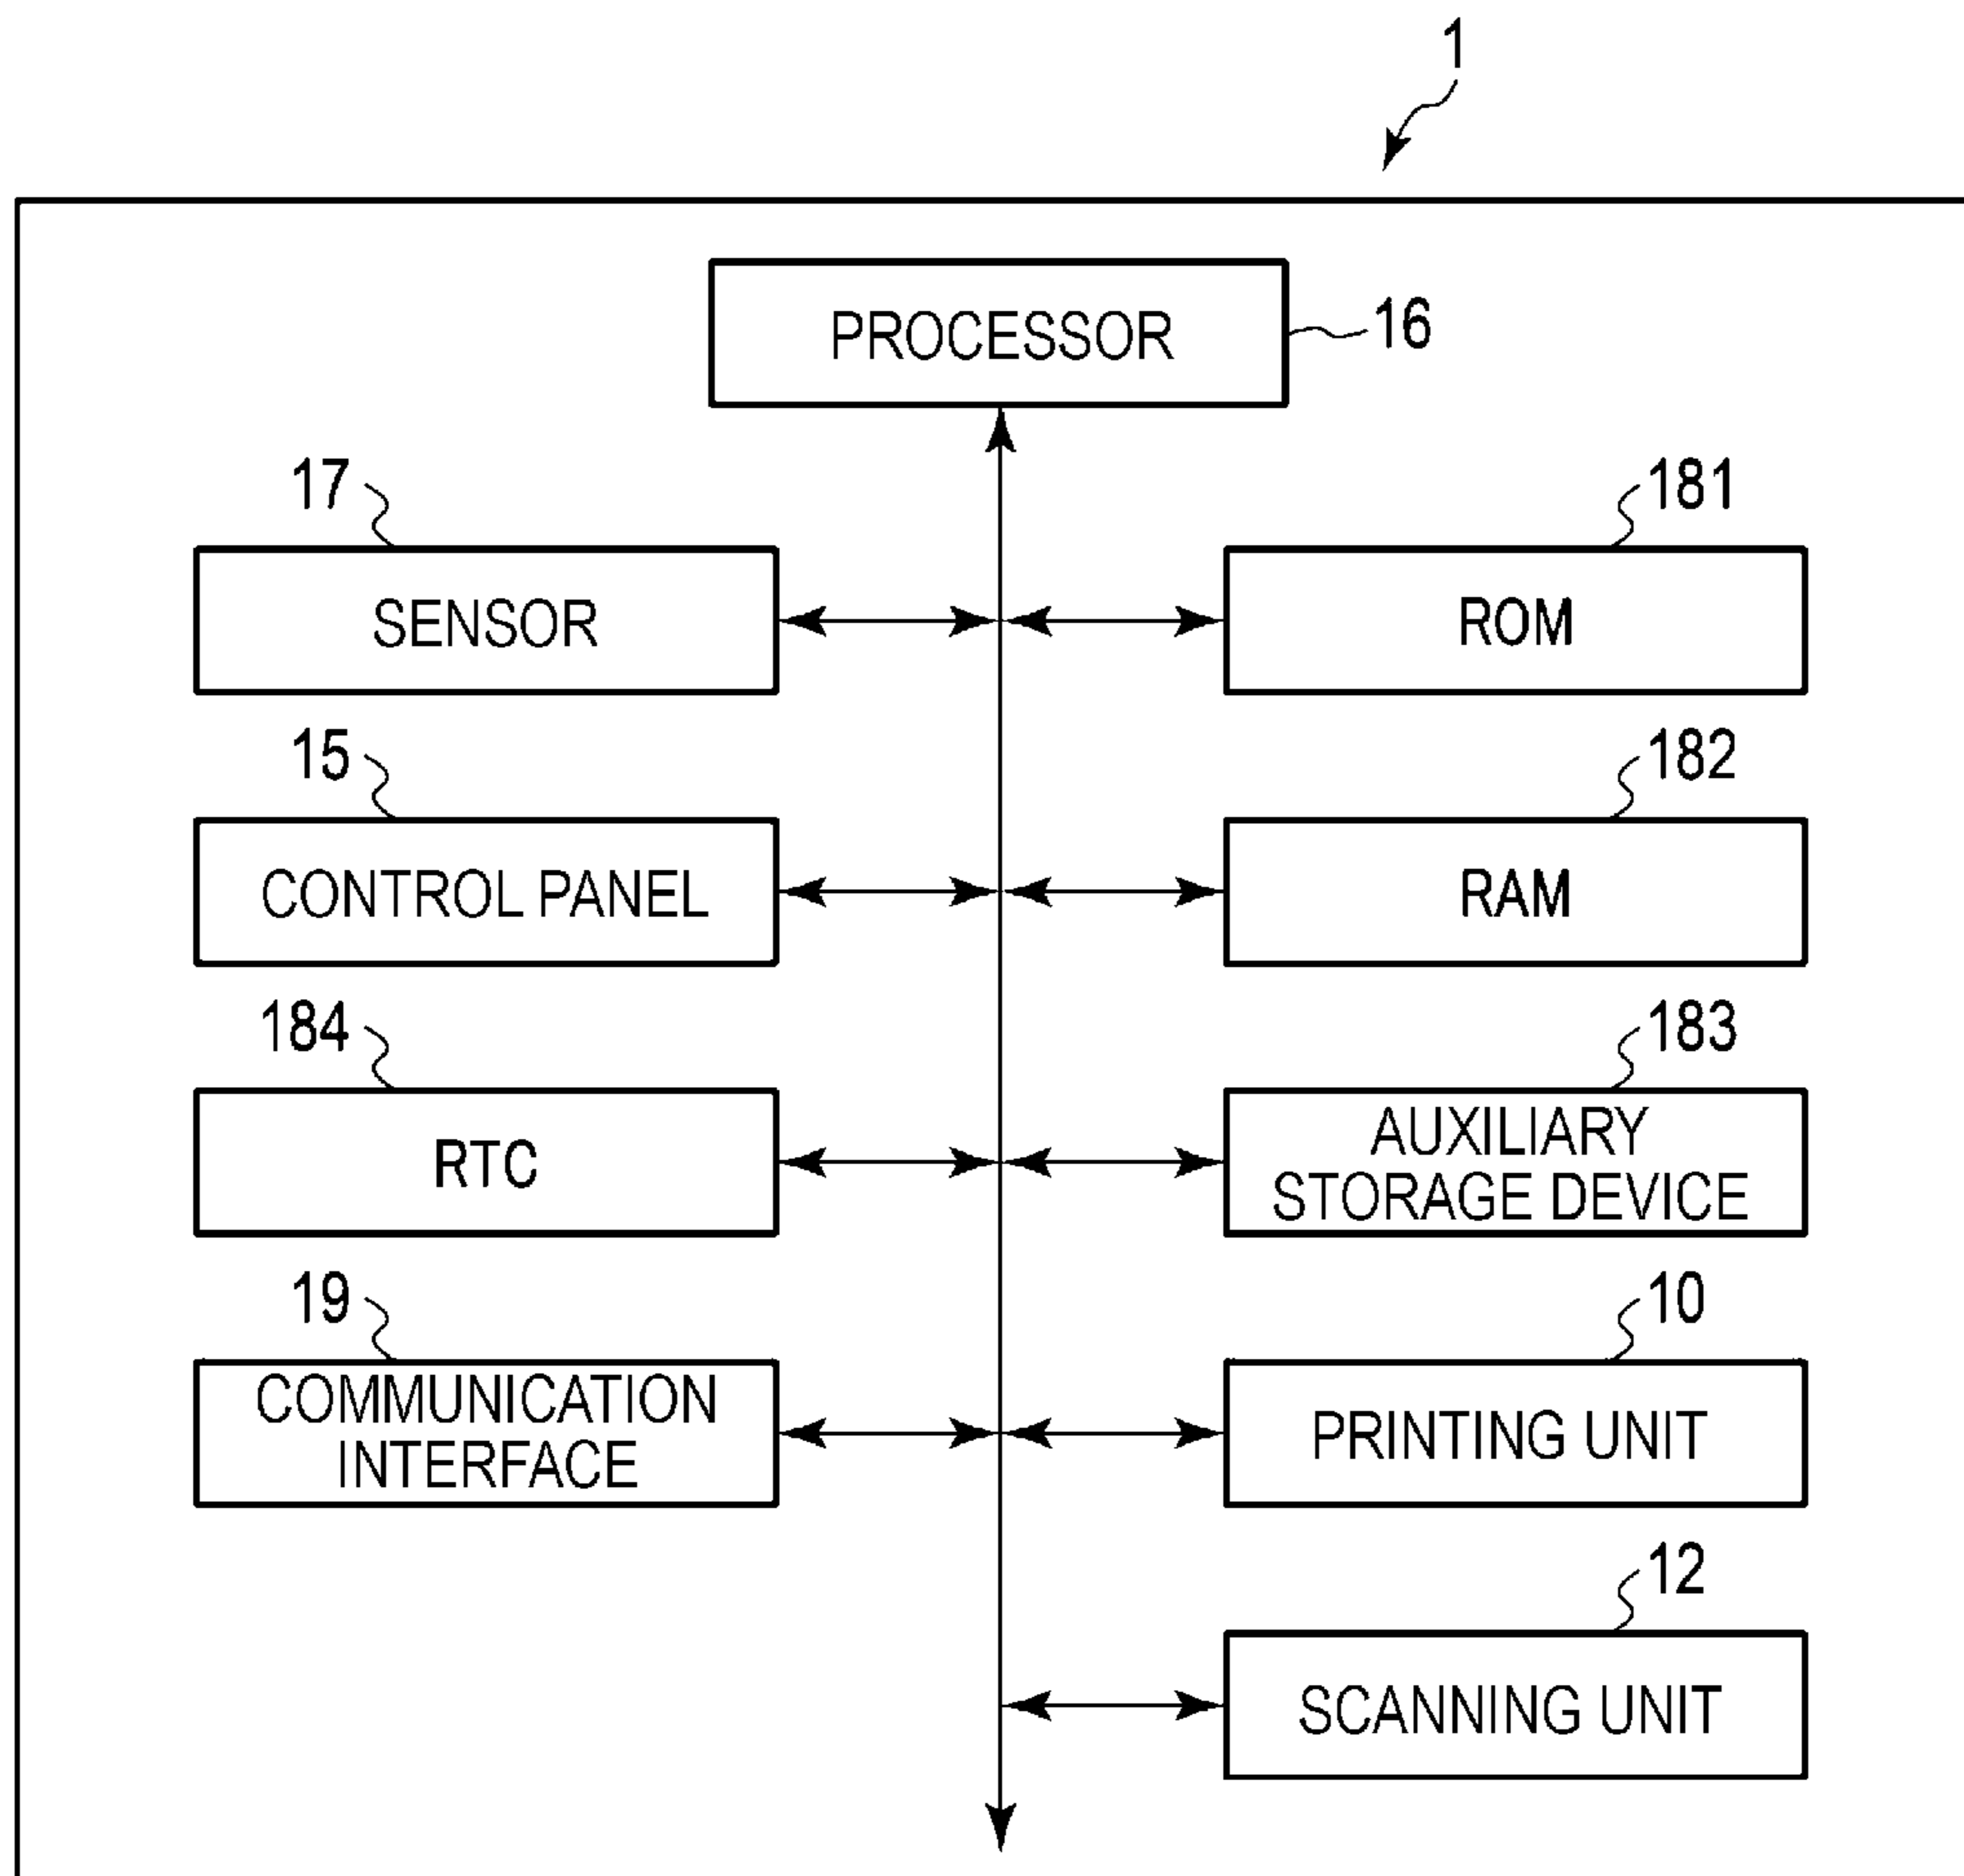 1
PROCESSOR
16
17
181
SENSOR
ROM
15
182
CONTROL PANEL
RAM
184
183
RTC
AUXILIARY
STORAGE DEVICE
19
10
COMMUNICATION
INTERFACE
PRINTING UNIT
12
SCANNING UNIT